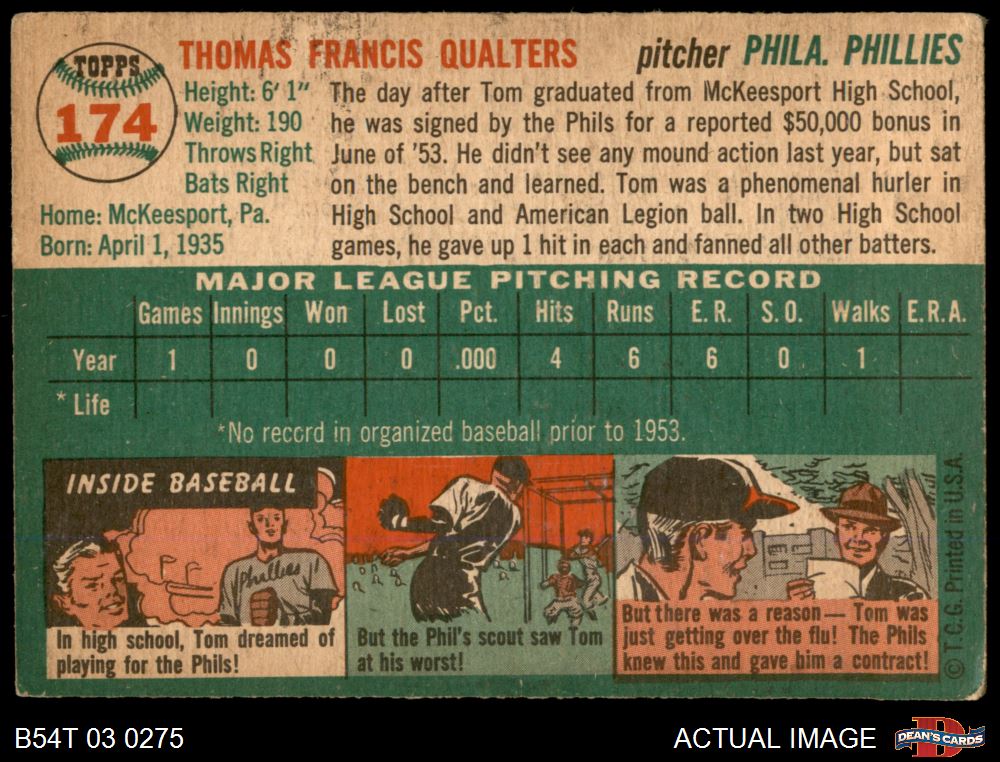 TOPPS
174
THOMAS FRANCIS QUALTERS
pitcher PHILA. PHILLIES
Height: 6' 1"
Weight: 190
Throws Right
Bats Right
Home: McKeesport, Pa.
Born: April 1, 1935
The day after Tom graduated from McKeesport High School,
he was signed by the Phils for a reported $50,000 bonus in
June of '53. He didn't see any mound action last year, but sat
on the bench and learned. Tom was a phenomenal hurler in
High School and American Legion ball. In two High School
games, he gave up 1 hit in each and fanned all other batters.
MAJOR LEAGUE PITCHING RECORD
Games Innings Won Lost Pct. Hits Runs E.R. S.O. Walks E.R.A.
Year 1 0 0 0 .000 4 6 6 0 1
* Life
*No record in organized baseball prior to 1953.
INSIDE BASEBALL
Phillies
In high school, Tom dreamed of
playing for the Phils!
But the Phil's scout saw Tom
at his worst!
But there was a reason — Tom was
just getting over the flu! The Phils
knew this and gave him a contract!
© T.C.G. Printed in U.S.A.
B54T 03 0275
ACTUAL IMAGE
DEAN'S CARDS